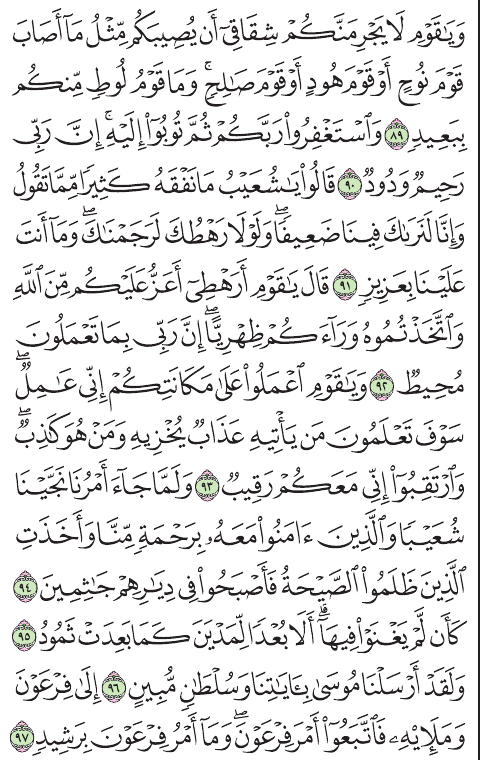 وَيَٰقَوْمِ لَا يَجْرِمَنَّكُمْ شِقَاقِىٓ أَن يُصِيبَكُم مِّثْلُ مَآ أَصَابَ
قَوْمَ نُوحٍ أَوْ قَوْمَ هُودٍ أَوْ قَوْمَ صَٰلِحٍ ۚ وَمَا قَوْمُ لُوطٍ مِّنكُم
بِبَعِيدٍ ٨٩ وَٱسْتَغْفِرُوا۟ رَبَّكُمْ ثُمَّ تُوبُوٓا۟ إِلَيْهِ ۚ إِنَّ رَبِّى
رَحِيمٌ وَدُودٌ ٩٠ قَالُوا۟ يَٰشُعَيْبُ مَا نَفْقَهُ كَثِيرًا مِّمَّا تَقُولُ
وَإِنَّا لَنَرَىٰكَ فِينَا ضَعِيفًا ۖ وَلَوْلَا رَهْطُكَ لَرَجَمْنَٰكَ ۖ وَمَآ أَنتَ
عَلَيْنَا بِعَزِيزٍ ٩١ قَالَ يَٰقَوْمِ أَرَهْطِىٓ أَعَزُّ عَلَيْكُم مِّنَ ٱللَّهِ
وَٱتَّخَذْتُمُوهُ وَرَآءَكُمْ ظِهْرِيًّا ۖ إِنَّ رَبِّى بِمَا تَعْمَلُونَ
مُحِيطٌ ٩٢ وَيَٰقَوْمِ ٱعْمَلُوا۟ عَلَىٰ مَكَانَتِكُمْ إِنِّى عَٰمِلٌ ۖ
سَوْفَ تَعْلَمُونَ مَن يَأْتِيهِ عَذَابٌ يُخْزِيهِ وَمَنْ هُوَ كَٰذِبٌ ۖ
وَٱرْتَقِبُوٓا۟ إِنِّى مَعَكُمْ رَقِيبٌ ٩٣ وَلَمَّا جَآءَ أَمْرُنَا نَجَّيْنَا
شُعَيْبًا وَٱلَّذِينَ ءَامَنُوا۟ مَعَهُۥ بِرَحْمَةٍ مِّنَّا وَأَخَذَتِ
ٱلَّذِينَ ظَلَمُوا۟ ٱلصَّيْحَةُ فَأَصْبَحُوا۟ فِى دِيَٰرِهِمْ جَٰثِمِينَ ٩٤
كَأَن لَّمْ يَغْنَوْا۟ فِيهَآ ۗ أَلَا بُعْدًا لِّمَدْيَنَ كَمَا بَعِدَتْ ثَمُودُ ٩٥
وَلَقَدْ أَرْسَلْنَا مُوسَىٰ بِـَٔايَٰتِنَا وَسُلْطَٰنٍ مُّبِينٍ ٩٦ إِلَىٰ فِرْعَوْنَ
وَمَلَإِي۟هِۦ فَٱتَّبَعُوٓا۟ أَمْرَ فِرْعَوْنَ ۖ وَمَآ أَمْرُ فِرْعَوْنَ بِرَشِيدٍ ٩٧